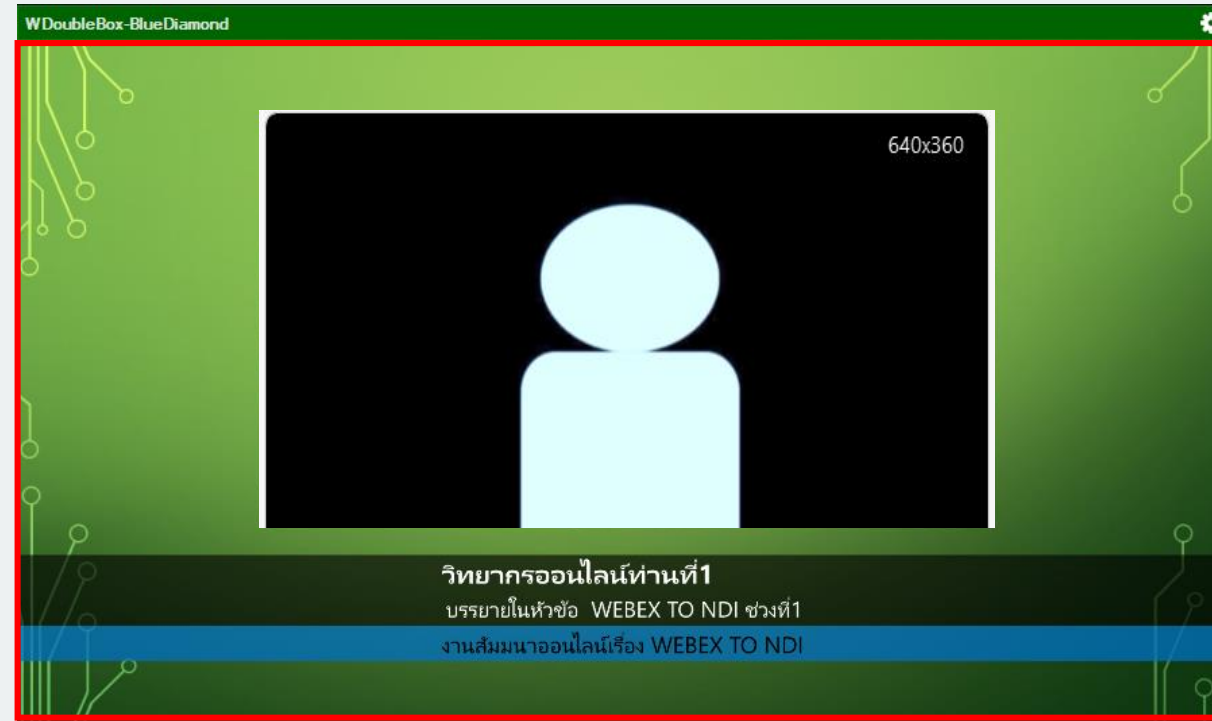 WDoubleBox-BlueDiamond
640x360
วิทยากรออนไลน์ท่านที่1
บรรยายในหัวข้อ WEBEX TO NDI ช่วงที่1
งานสัมมนาออนไลน์เรื่อง WEBEX TO NDI